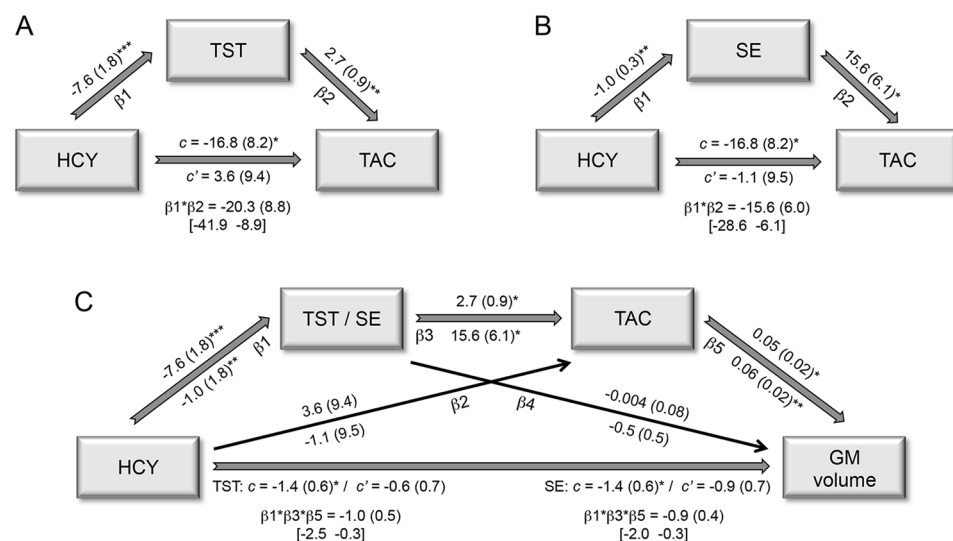 A
TST
-7.6 (1.8)***
β1
2.7 (0.9)**
β2
HCY
c = -16.8 (8.2)*
c' = 3.6 (9.4)
TAC
β1*β2 = -20.3 (8.8)
[-41.9 -8.9]
B
SE
-1.0 (0.3)**
β1
15.6 (6.1)*
β2
HCY
c = -16.8 (8.2)*
c' = -1.1 (9.5)
TAC
β1*β2 = -15.6 (6.0)
[-28.6 -6.1]
C
TST / SE
2.7 (0.9)*
β3 15.6 (6.1)*
TAC
-7.6 (1.8)***
β1
-1.0 (1.8)**
0.05 (0.02)*
β5
0.06 (0.02)**
3.6 (9.4)
β2
-1.1 (9.5)
β4
-0.004 (0.08)
-0.5 (0.5)
HCY
GM
volume
TST: c = -1.4 (0.6)* / c' = -0.6 (0.7)
SE: c = -1.4 (0.6)* / c' = -0.9 (0.7)
β1*β3*β5 = -1.0 (0.5)
[-2.5 -0.3]
β1*β3*β5 = -0.9 (0.4)
[-2.0 -0.3]